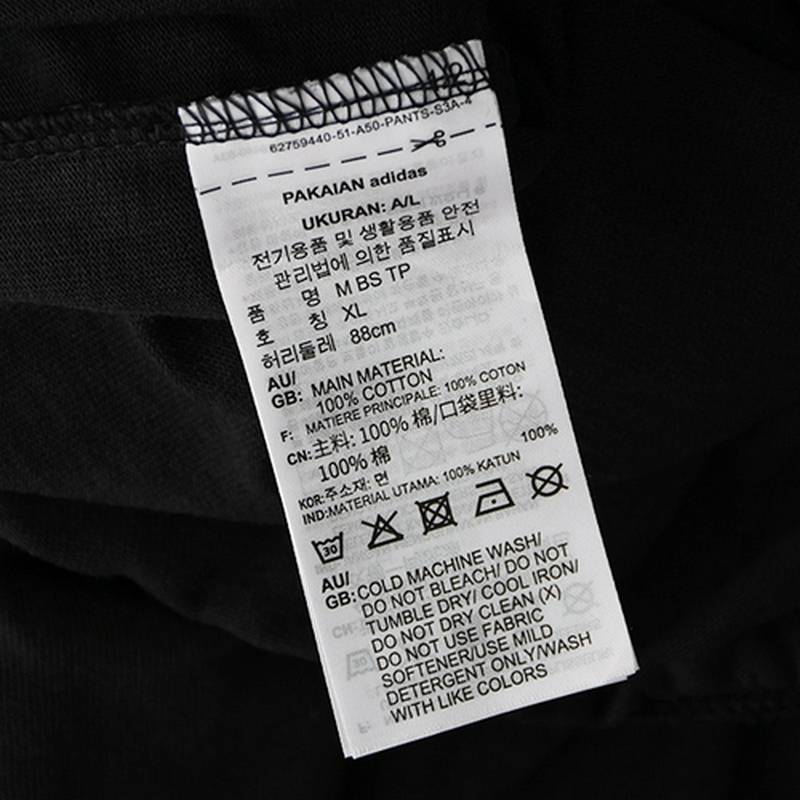 62759440-51-A50-PANTS-S3A-4
PAKAIAN adidas
UKURAN: A/L
전기용품 및 생활용품 안전
관리법에 의한 품질표시
품 명 M BS TP
호 칭 XL
허리둘레 88cm
AU/
GB: MAIN MATERIAL:
100% COTTON
F: MATIERE PRINCIPALE: 100% COTON
CN: 主料: 100% 棉/口袋里料:
100% 棉
100%
KOR:주소재: 면
IND:MATERIAL UTAMA: 100% KATUN
30
AU/
GB: COLD MACHINE WASH/
DO NOT BLEACH/ DO NOT
TUMBLE DRY/ COOL IRON/
DO NOT DRY CLEAN (X)
DO NOT USE FABRIC
SOFTENER/USE MILD
DETERGENT ONLY/WASH
WITH LIKE COLORS